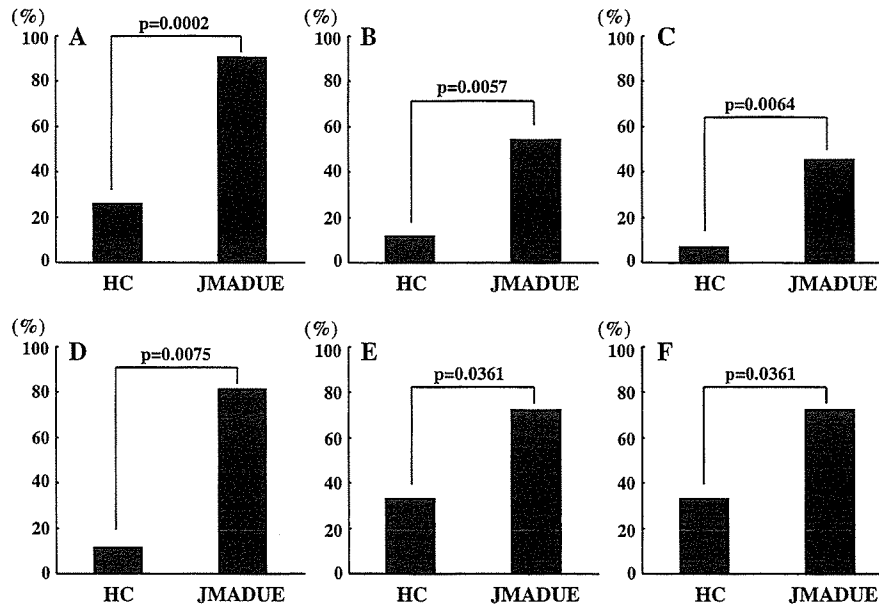 (%) (%) (%)
A B C
p=0.0002
p=0.0057
p=0.0064
100 100 100
80 80 80
60 60 60
40 40 40
20 20 20
0 0 0
HC JMADUE HC JMADUE HC JMADUE
(%) (%) (%)
D E F
p=0.0075 p=0.0361 p=0.0361
100 100 100
80 80 80
60 60 60
40 40 40
20 20 20
0 0 0
HC JMADUE HC JMADUE HC JMADUE